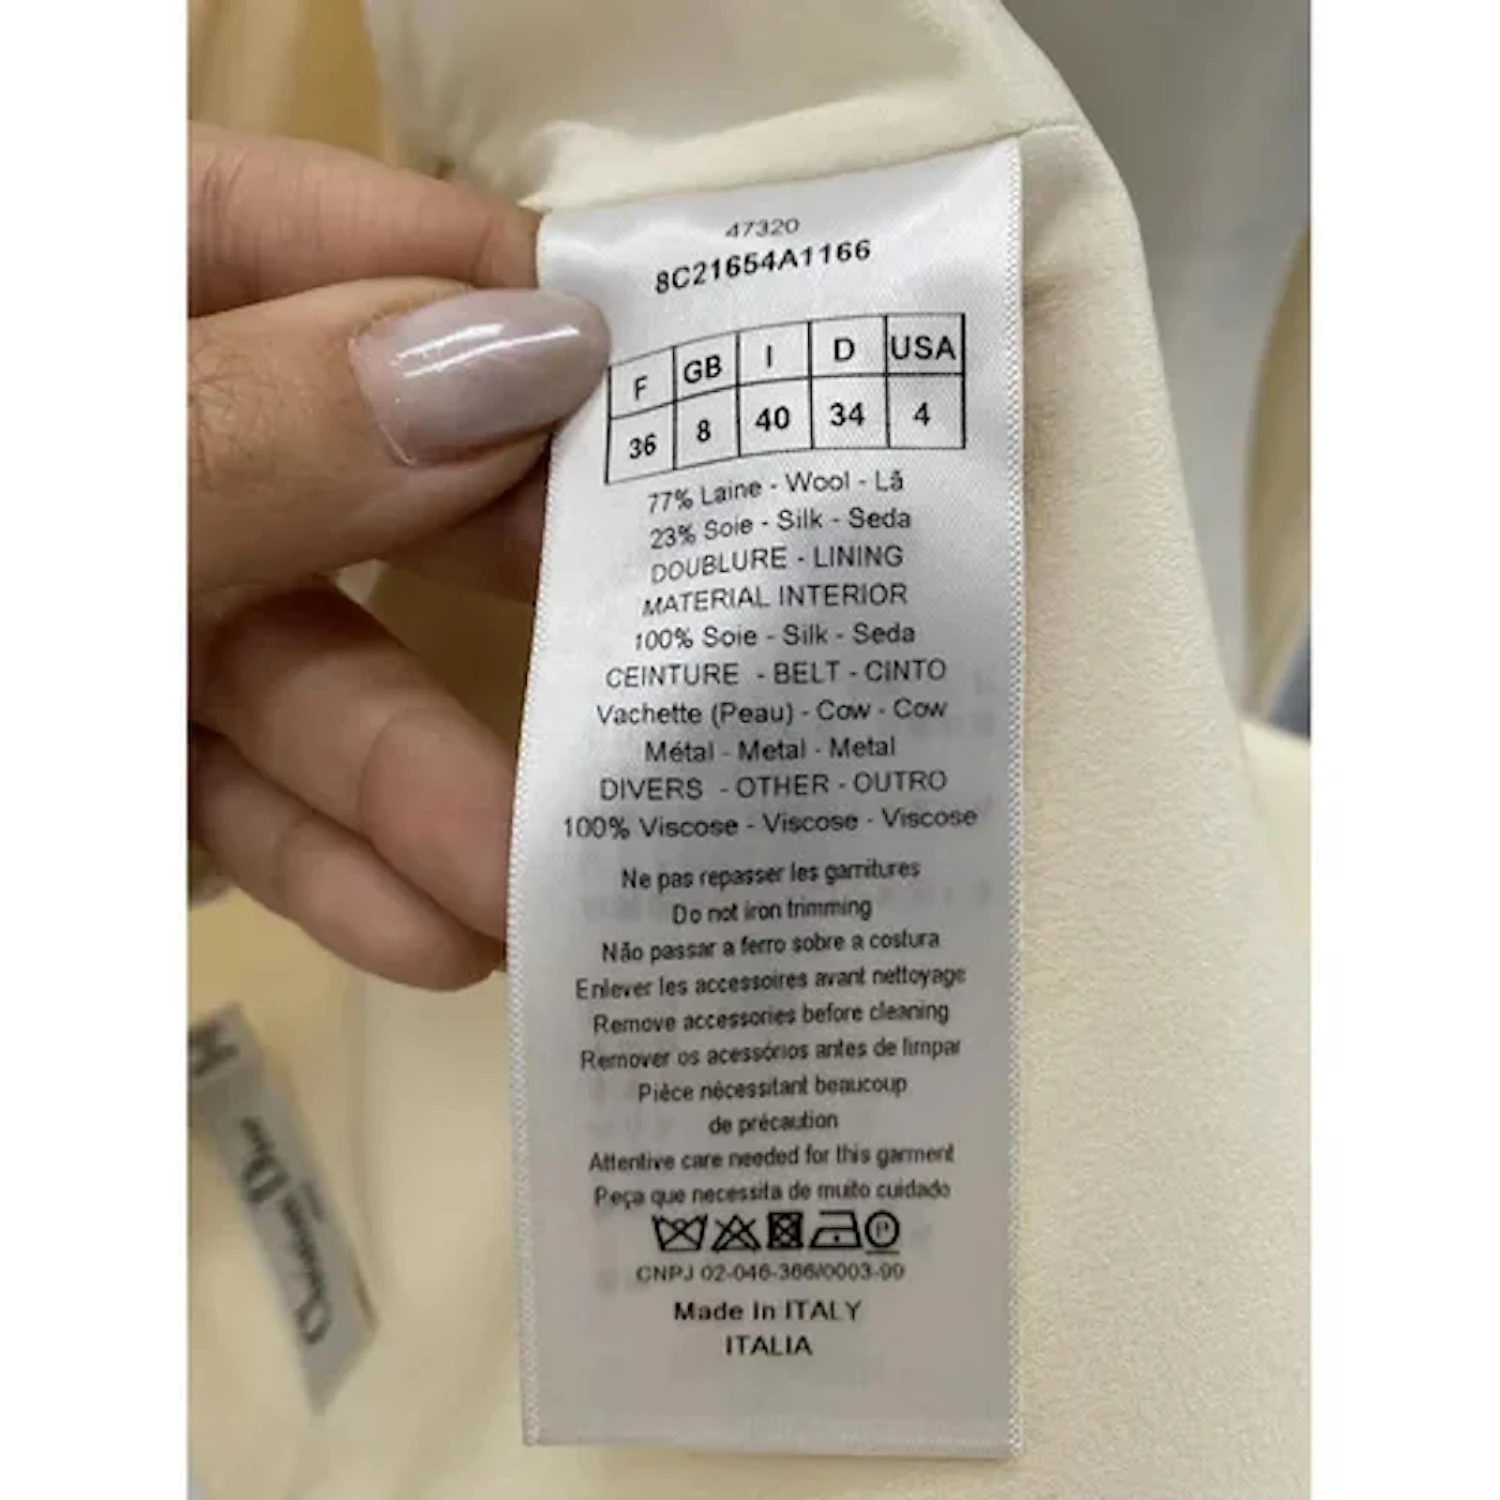 47320
8C21654A1166
F GB I D USA
36 8 40 34 4
77% Laine - Wool - Lã
23% Soie - Silk - Seda
DOUBLURE - LINING
MATERIAL INTERIOR
100% Soie - Silk - Seda
CEINTURE - BELT - CINTO
Vachette (Peau) - Cow - Cow
Métal - Metal - Metal
DIVERS - OTHER - OUTRO
100% Viscose - Viscose - Viscose
Ne pas repasser les garnitures
Do not iron trimming
Não passar a ferro sobre a costura
Enlever les accessoires avant nettoyage
Remove accessories before cleaning
Remover os acessórios antes de limpar
Pièce nécessitant beaucoup
de précaution
Attentive care needed for this garment
Peça que necessita de muito cuidado
P
CNPJ 02-046-366/0003-00
Made In ITALY
ITALIA
Christian Dior